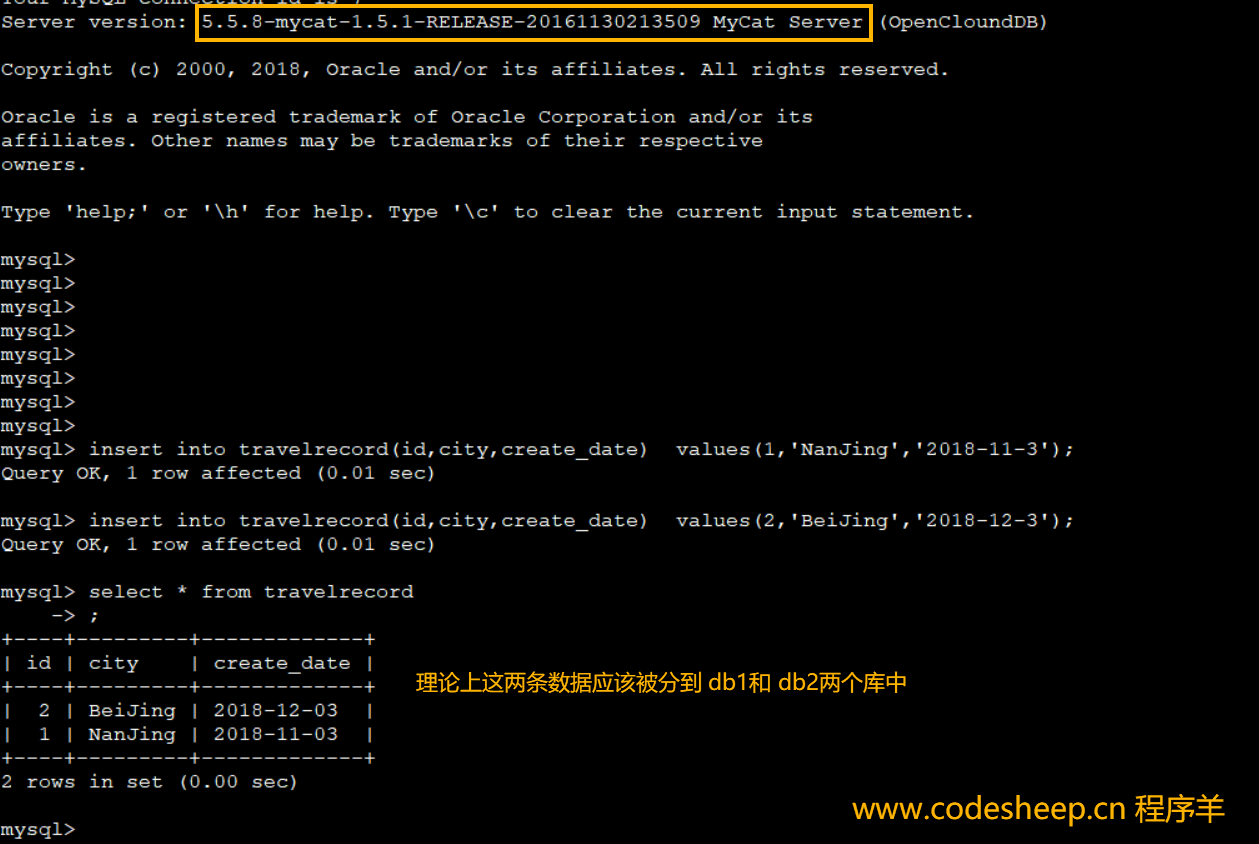 Your MySQL connection id is 7
Server version: 5.5.8-mycat-1.5.1-RELEASE-20161130213509 MyCat Server (OpenCloundDB)
Copyright (c) 2000, 2018, Oracle and/or its affiliates. All rights reserved.
Oracle is a registered trademark of Oracle Corporation and/or its
affiliates. Other names may be trademarks of their respective
owners.
Type 'help;' or '\h' for help. Type '\c' to clear the current input statement.
mysql>
mysql>
mysql>
mysql>
mysql>
mysql>
mysql>
mysql>
mysql> insert into travelrecord(id,city,create_date)  values(1,'NanJing','2018-11-3');
Query OK, 1 row affected (0.01 sec)
mysql> insert into travelrecord(id,city,create_date)  values(2,'BeiJing','2018-12-3');
Query OK, 1 row affected (0.01 sec)
mysql> select * from travelrecord
    -> ;
+----+---------+-------------+
| id | city    | create_date |
+----+---------+-------------+
|  2 | BeiJing | 2018-12-03  |
|  1 | NanJing | 2018-11-03  |
+----+---------+-------------+
理论上这两条数据应该被分到 db1和 db2两个库中
2 rows in set (0.00 sec)
mysql>
www.codesheep.cn 程序羊